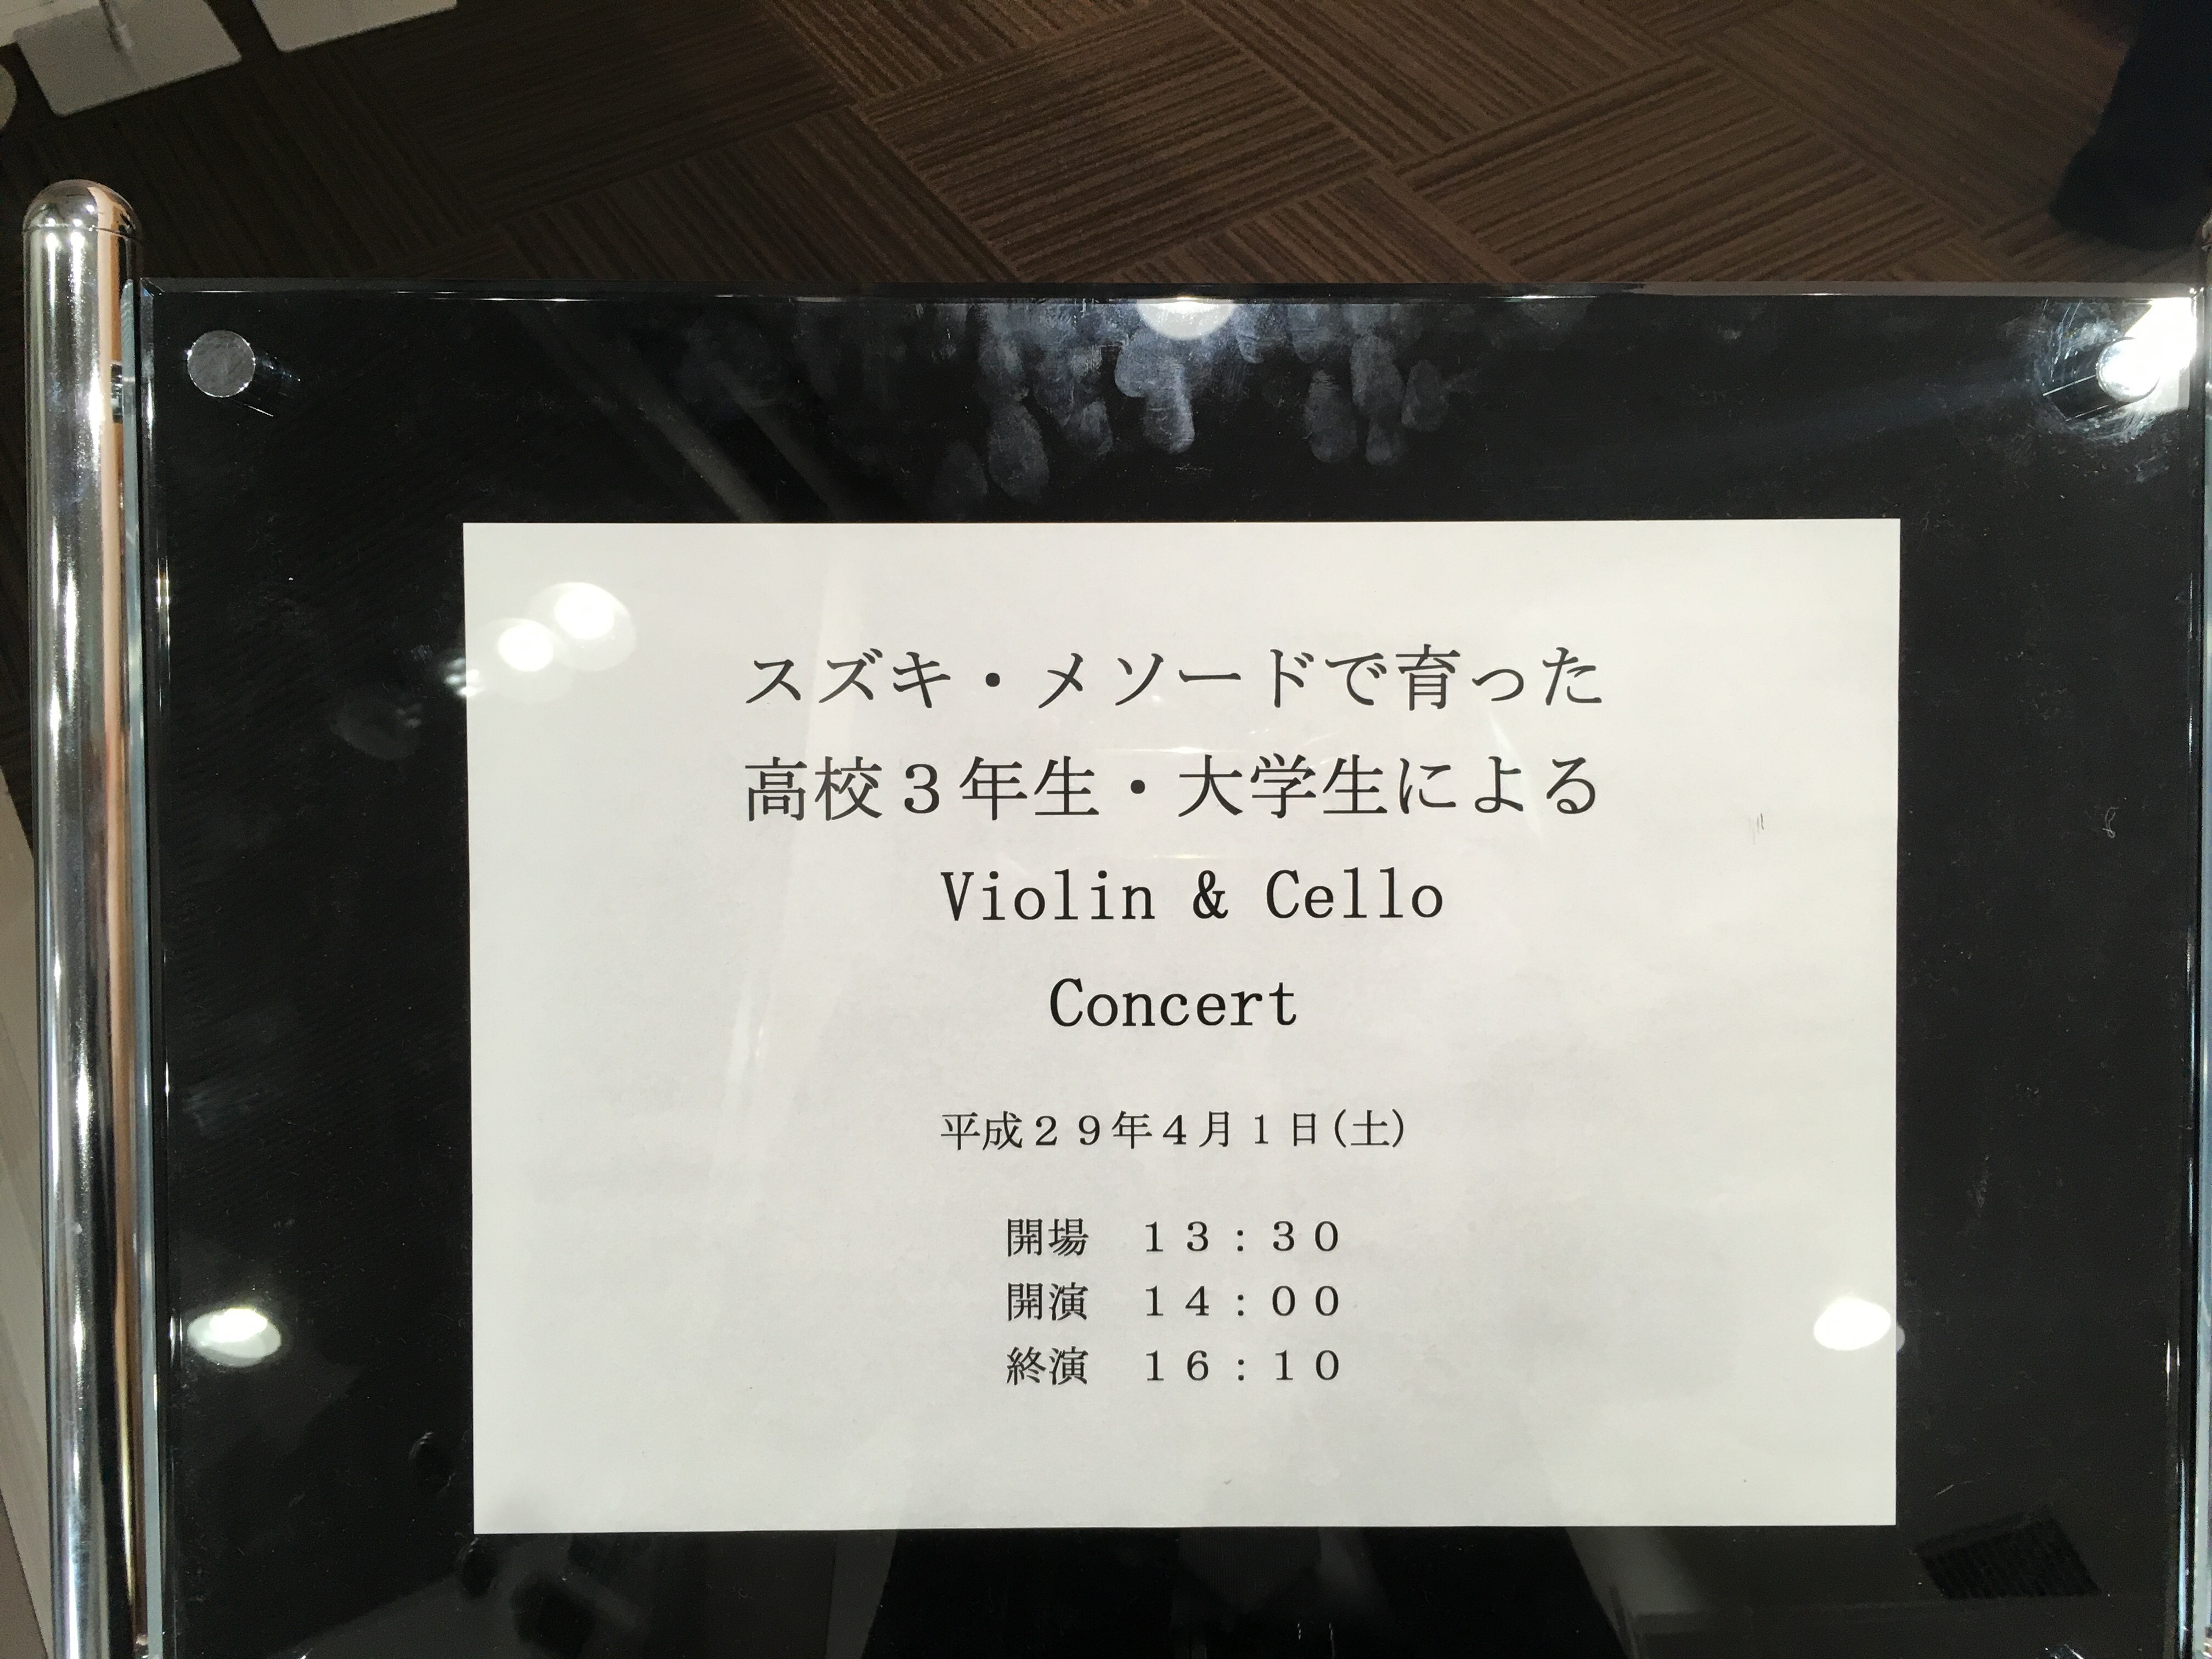 スズキ・メソードで育った
高校３年生・大学生による
Violin & Cello
Concert
平成２９年４月１日(土)
開場　１３：３０
開演　１４：００
終演　１６：１０